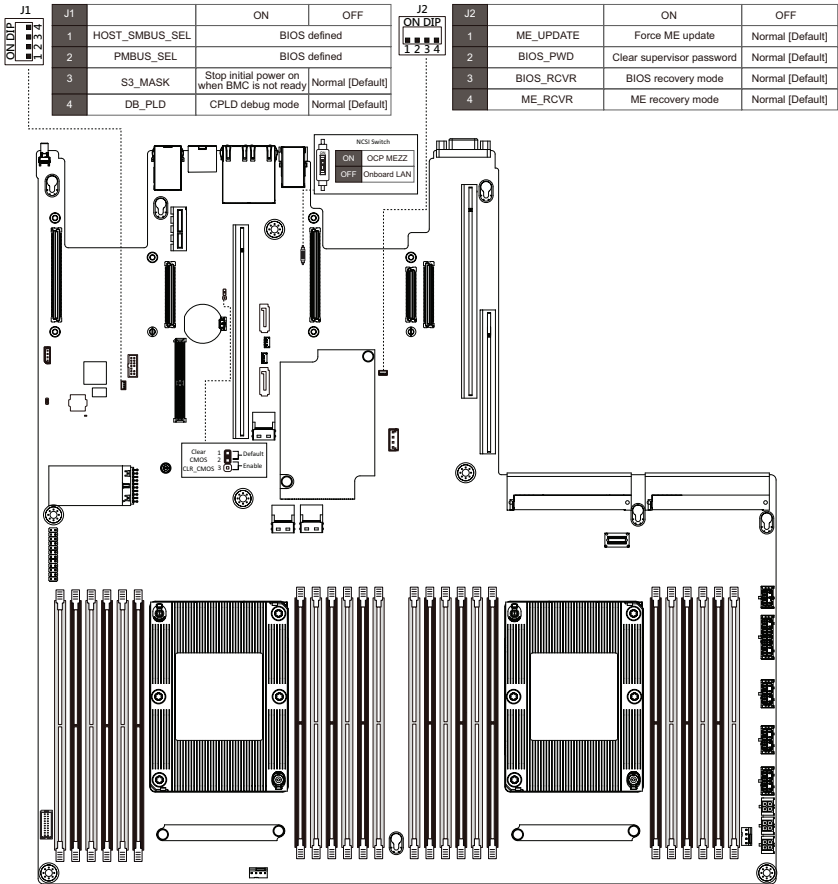 J1
ON DIP
1 2 3 4
J1 ON OFF
1 HOST_SMBUS_SEL BIOS defined
2 PMBUS_SEL BIOS defined
3 S3_MASK Stop initial power on when BMC is not ready Normal [Default]
4 DB_PLD CPLD debug mode Normal [Default]
J2
ON DIP
1 2 3 4
J2 ON OFF
1 ME_UPDATE Force ME update Normal [Default]
2 BIOS_PWD Clear supervisor password Normal [Default]
3 BIOS_RCVR BIOS recovery mode Normal [Default]
4 ME_RCVR ME recovery mode Normal [Default]
NCSI Switch
ON OCP MEZZ
OFF Onboard LAN
Clear 1 Default
CMOS 2
CLR_CMOS 3 Enable